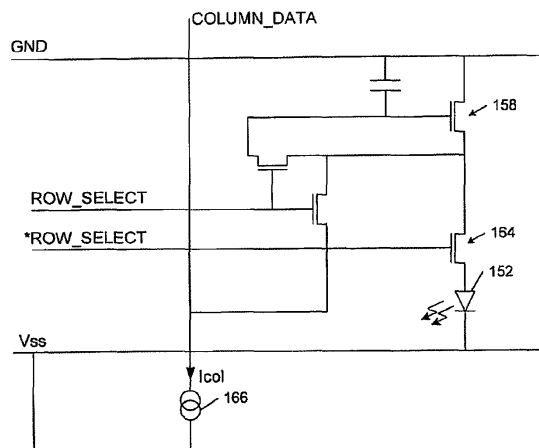 COLUMN_DATA
GND
158
ROW_SELECT
*ROW_SELECT
164
152
Vss
Icol
166